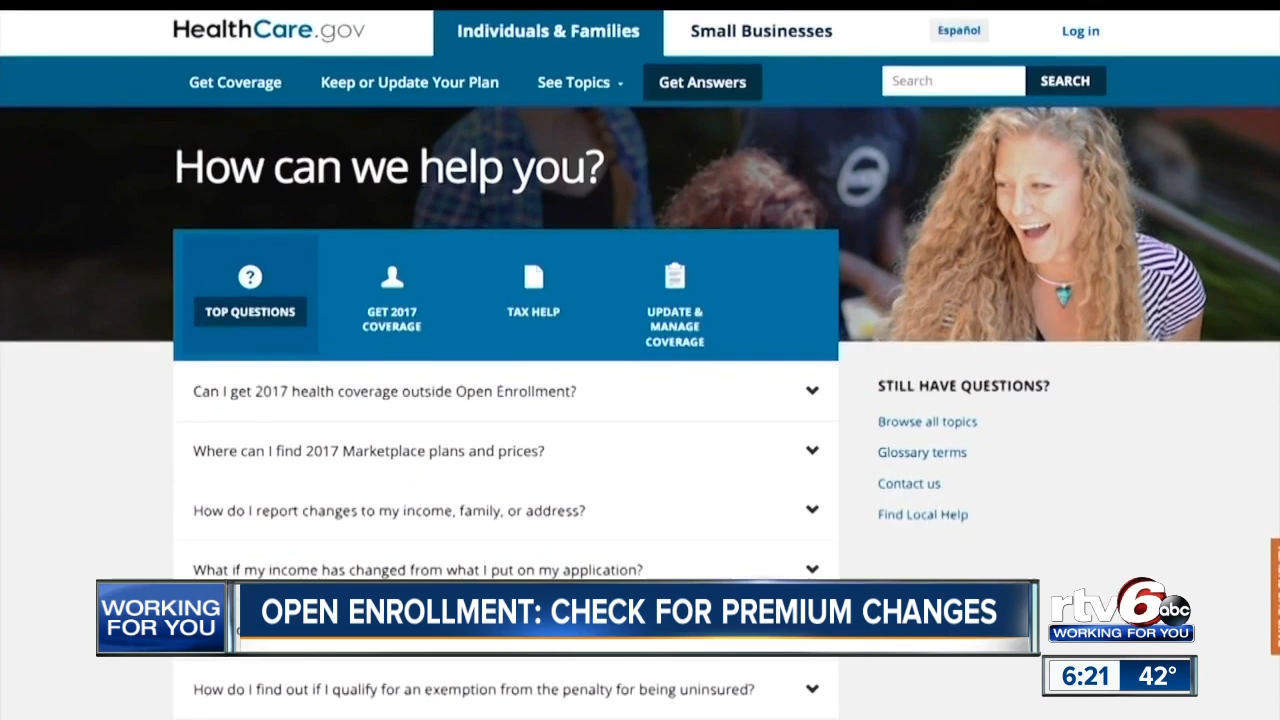 HealthCare.gov
Individuals & Families
Small Businesses
Español
Log in
Get Coverage
Keep or Update Your Plan
See Topics
Get Answers
Search
SEARCH
How can we help you?
?
TOP QUESTIONS
GET 2017
COVERAGE
TAX HELP
UPDATE &
MANAGE
COVERAGE
Can I get 2017 health coverage outside Open Enrollment?
Where can I find 2017 Marketplace plans and prices?
How do I report changes to my income, family, or address?
What if my income has changed from what I put on my application?
How do I find out if I qualify for an exemption from the penalty for being uninsured?
STILL HAVE QUESTIONS?
Browse all topics
Glossary terms
Contact us
Find Local Help
WORKING
FOR YOU
OPEN ENROLLMENT: CHECK FOR PREMIUM CHANGES
rtv6 abc
WORKING FOR YOU
6:21 42°